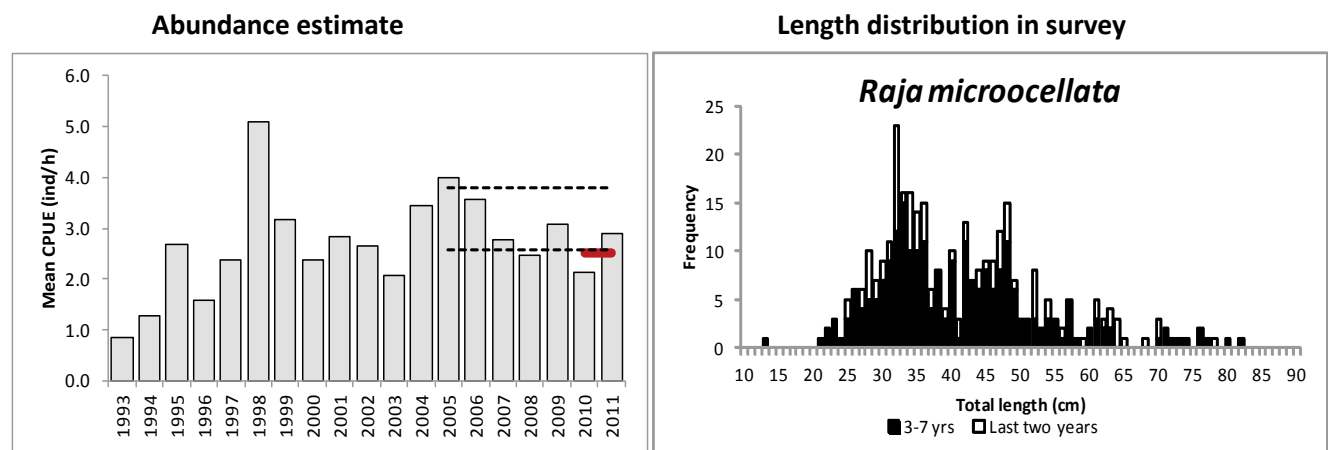 Abundance estimate
Mean CPUE (ind/h)
6.0
5.0
4.0
3.0
2.0
1.0
0.0
1993 1994 1995 1996 1997 1998 1999 2000 2001 2002 2003 2004 2005 2006 2007 2008 2009 2010 2011
Length distribution in survey
Raja microocellata
Frequency
25
20
15
10
5
0
10 15 20 25 30 35 40 45 50 55 60 65 70 75 80 85 90
Total length (cm)
3-7 yrs Last two years